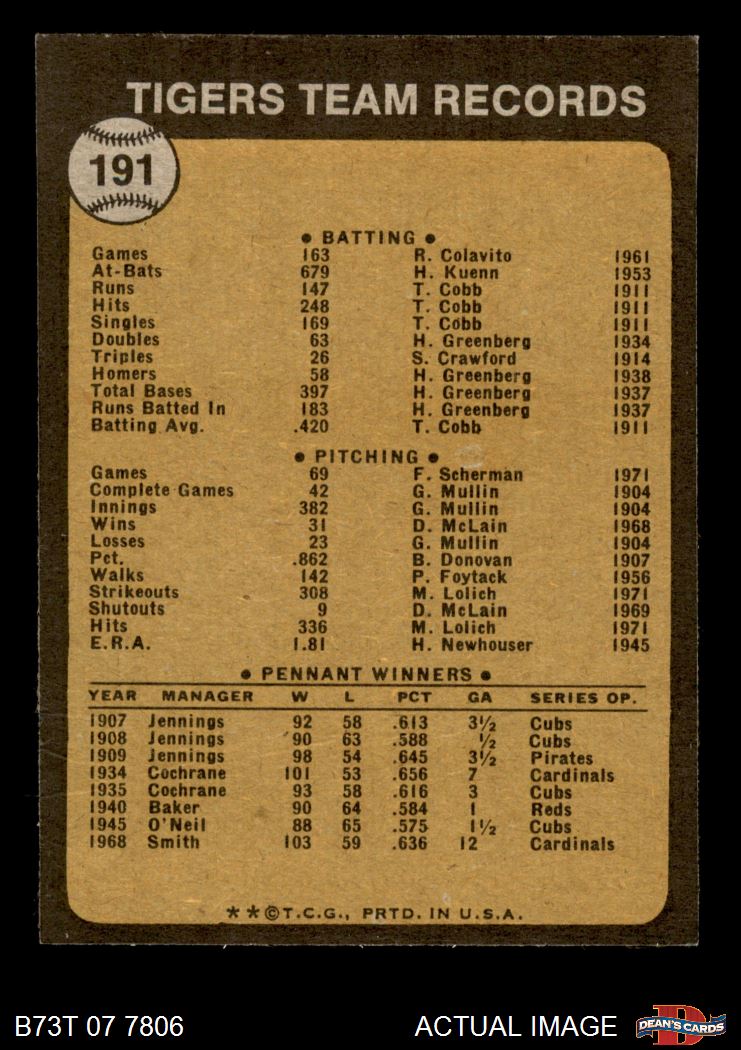 TIGERS TEAM RECORDS
191
● BATTING ●
Games 163 R. Colavito 1961
At-Bats 679 H. Kuenn 1953
Runs 147 T. Cobb 1911
Hits 248 T. Cobb 1911
Singles 169 T. Cobb 1911
Doubles 63 H. Greenberg 1934
Triples 26 S. Crawford 1914
Homers 58 H. Greenberg 1938
Total Bases 397 H. Greenberg 1937
Runs Batted In 183 H. Greenberg 1937
Batting Avg. .420 T. Cobb 1911
● PITCHING ●
Games 69 F. Scherman 1971
Complete Games 42 G. Mullin 1904
Innings 382 G. Mullin 1904
Wins 31 D. McLain 1968
Losses 23 G. Mullin 1904
Pct. .862 B. Donovan 1907
Walks 142 P. Foytack 1956
Strikeouts 308 M. Lolich 1971
Shutouts 9 D. McLain 1969
Hits 336 M. Lolich 1971
E.R.A. 1.81 H. Newhouser 1945
● PENNANT WINNERS ●
YEAR MANAGER W L PCT GA SERIES OP.
1907 Jennings 92 58 .613 3½ Cubs
1908 Jennings 90 63 .588 ½ Cubs
1909 Jennings 98 54 .645 3½ Pirates
1934 Cochrane 101 53 .656 7 Cardinals
1935 Cochrane 93 58 .616 3 Cubs
1940 Baker 90 64 .584 1 Reds
1945 O'Neil 88 65 .575 1½ Cubs
1968 Smith 103 59 .636 12 Cardinals
**©T.C.G., PRTD. IN U.S.A.
B73T 07 7806 ACTUAL IMAGE D DEAN'S CARDS